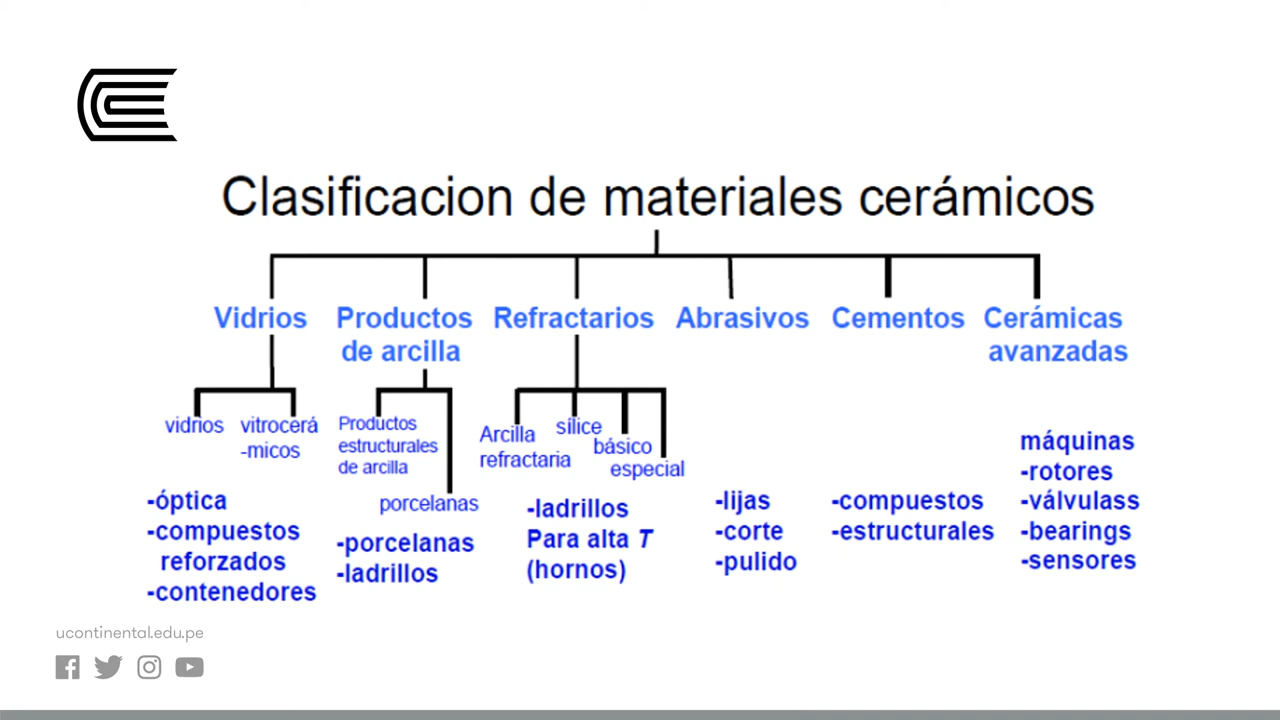 Clasificacion de materiales cerámicos
Vidrios
Productos
de arcilla
Refractarios
Abrasivos
Cementos
Cerámicas
avanzadas
vidrios
vitrocerá
-micos
Productos
estructurales
de arcilla
porcelanas
Arcilla
refractaria
sílice
básico
especial
-óptica
-compuestos
reforzados
-contenedores
-porcelanas
-ladrillos
-ladrillos
Para alta T
(hornos)
-lijas
-corte
-pulido
-compuestos
-estructurales
máquinas
-rotores
-válvulass
-bearings
-sensores
ucontinental.edu.pe